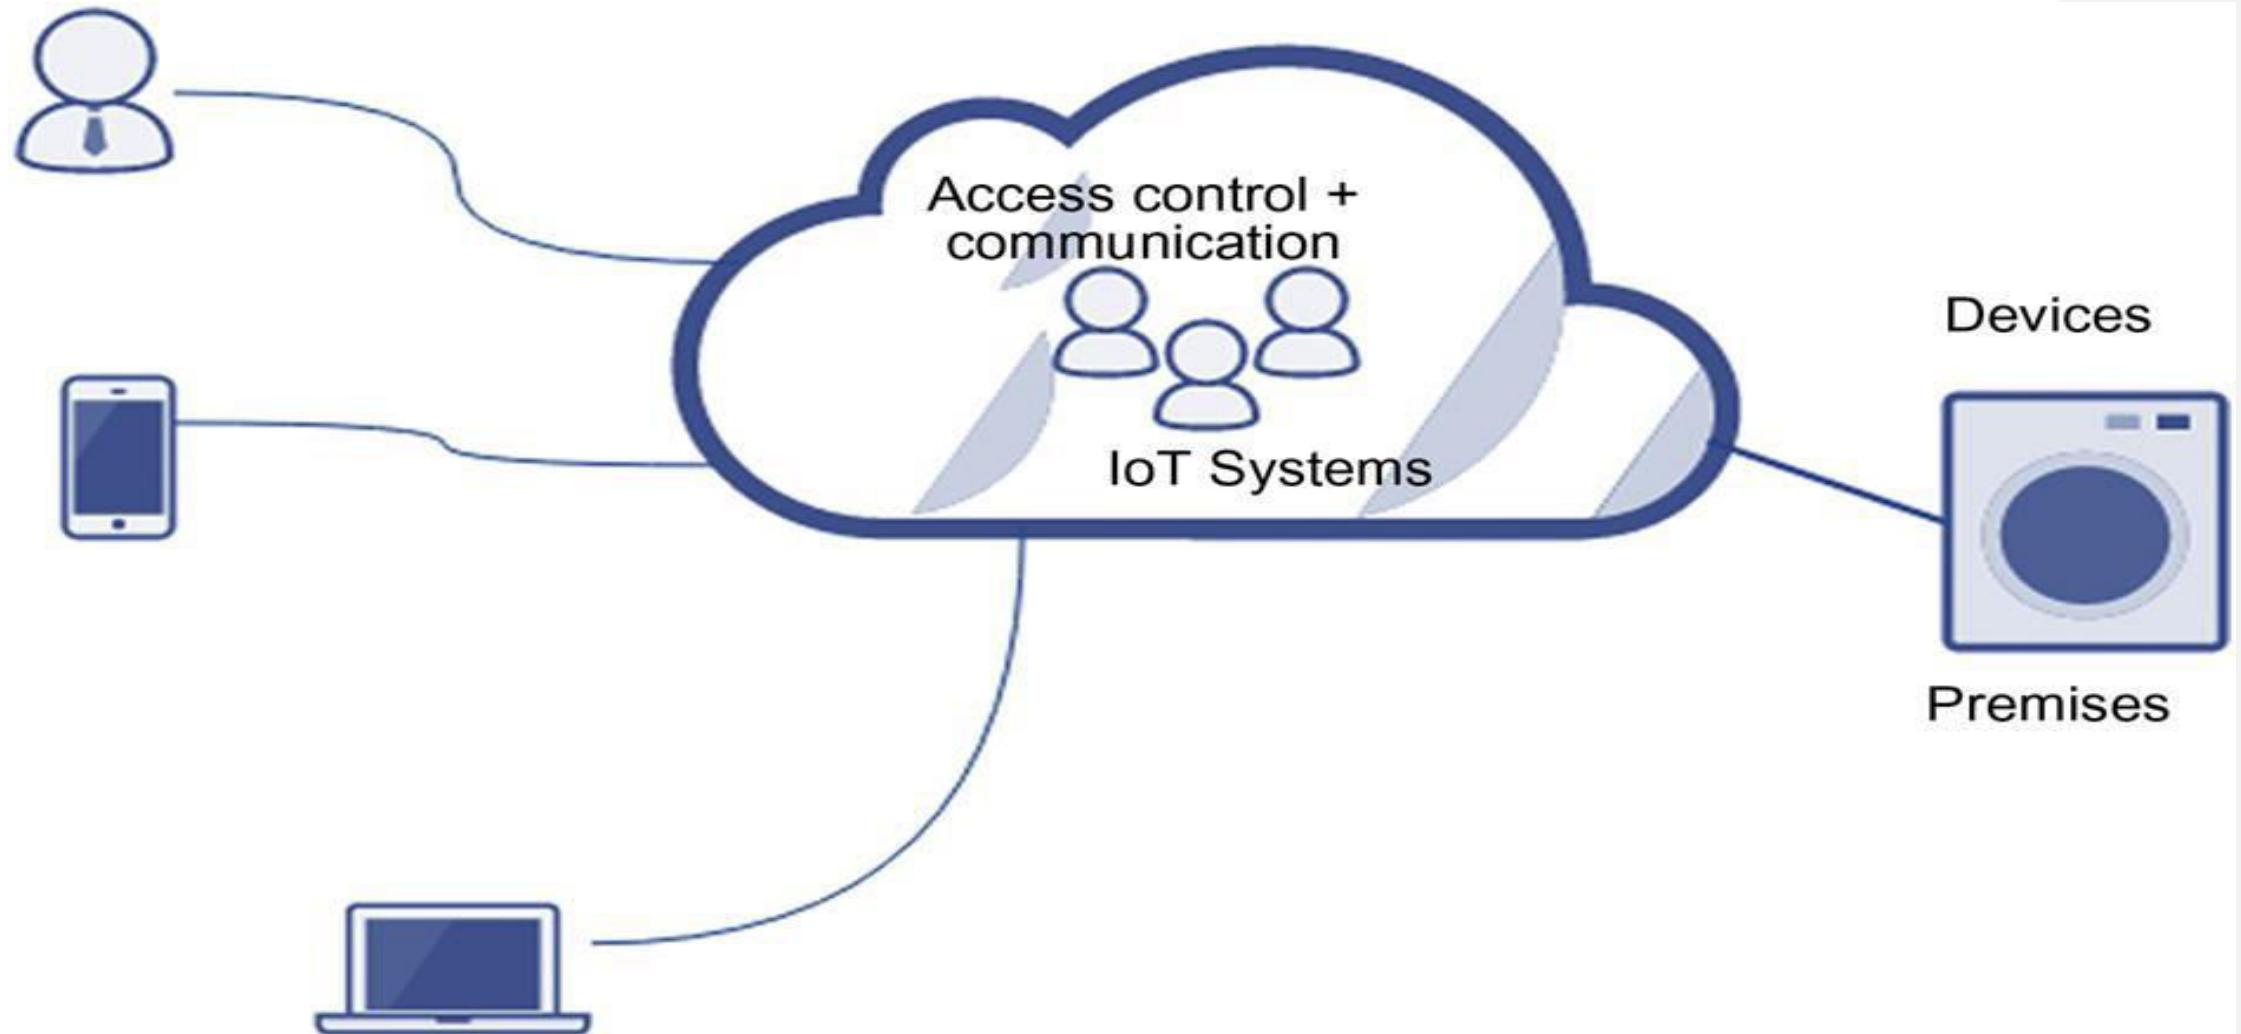 Access control +
communication
IoT Systems
Devices
Premises